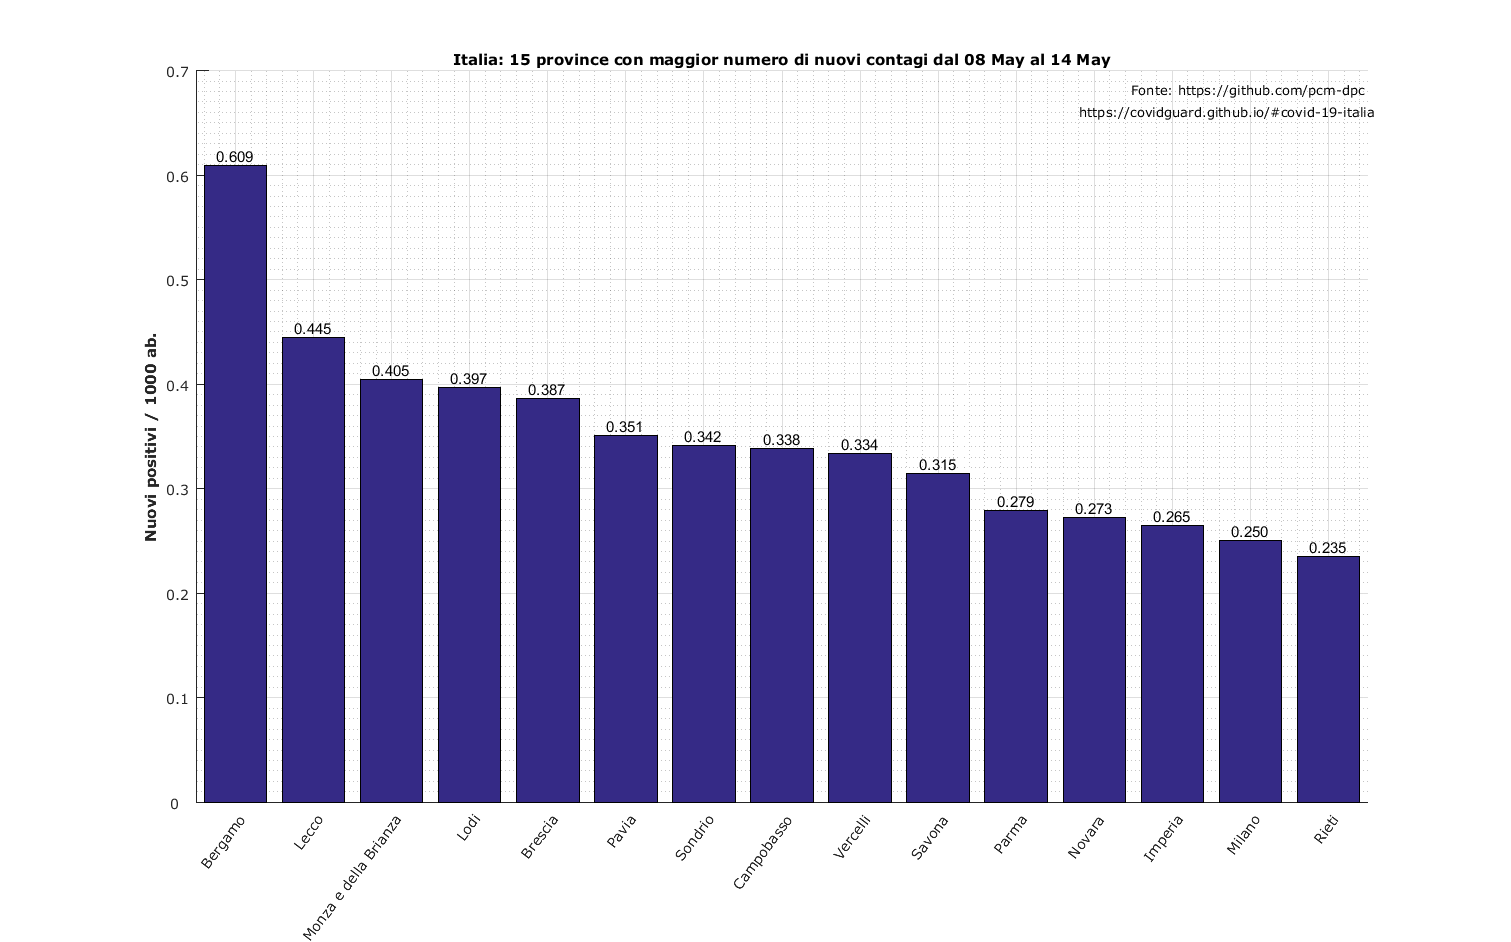 Italia: 15 province con maggior numero di nuovi contagi dal 08 May al 14 May
Fonte: https://github.com/pcm-dpc
https://covidguard.github.io/#covid-19-italia
Nuovi positivi / 1000 ab.
0.7
0.6
0.5
0.4
0.3
0.2
0.1
0
0.609
0.445
0.405
0.397
0.387
0.351
0.342
0.338
0.334
0.315
0.279
0.273
0.265
0.250
0.235
Bergamo
Lecco
Monza e della Brianza
Lodi
Brescia
Pavia
Sondrio
Campobasso
Vercelli
Savona
Parma
Novara
Imperia
Milano
Rieti